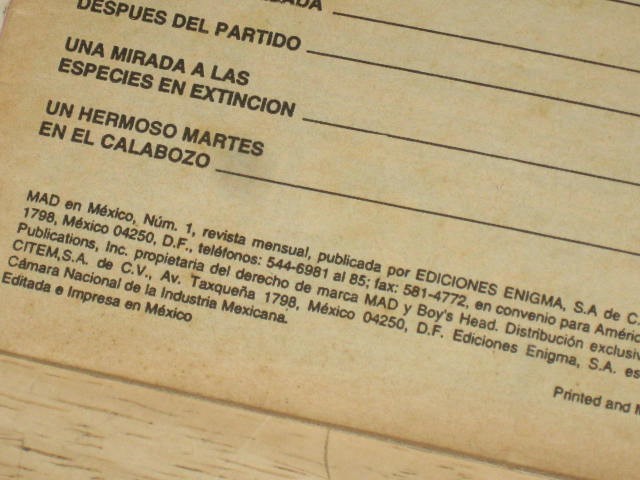 DESPUES DEL PARTIDO
UNA MIRADA A LAS
ESPECIES EN EXTINCION
UN HERMOSO MARTES
EN EL CALABOZO
MAD en México, Núm. 1, revista mensual, publicada por EDICIONES ENIGMA, S.A de C.
1798, México 04250, D.F., teléfonos: 544-6981 al 85; fax: 581-4772, en convenio para Améric
Publications, Inc. propietaria del derecho de marca MAD y Boy's Head. Distribución exclusiv
CITEM,S.A. de C.V., Av. Taxqueña 1798, México 04250, D.F. Ediciones Enigma, S.A. es
Cámara Nacional de la Industria Mexicana.
Editada e Impresa en México
Printed and